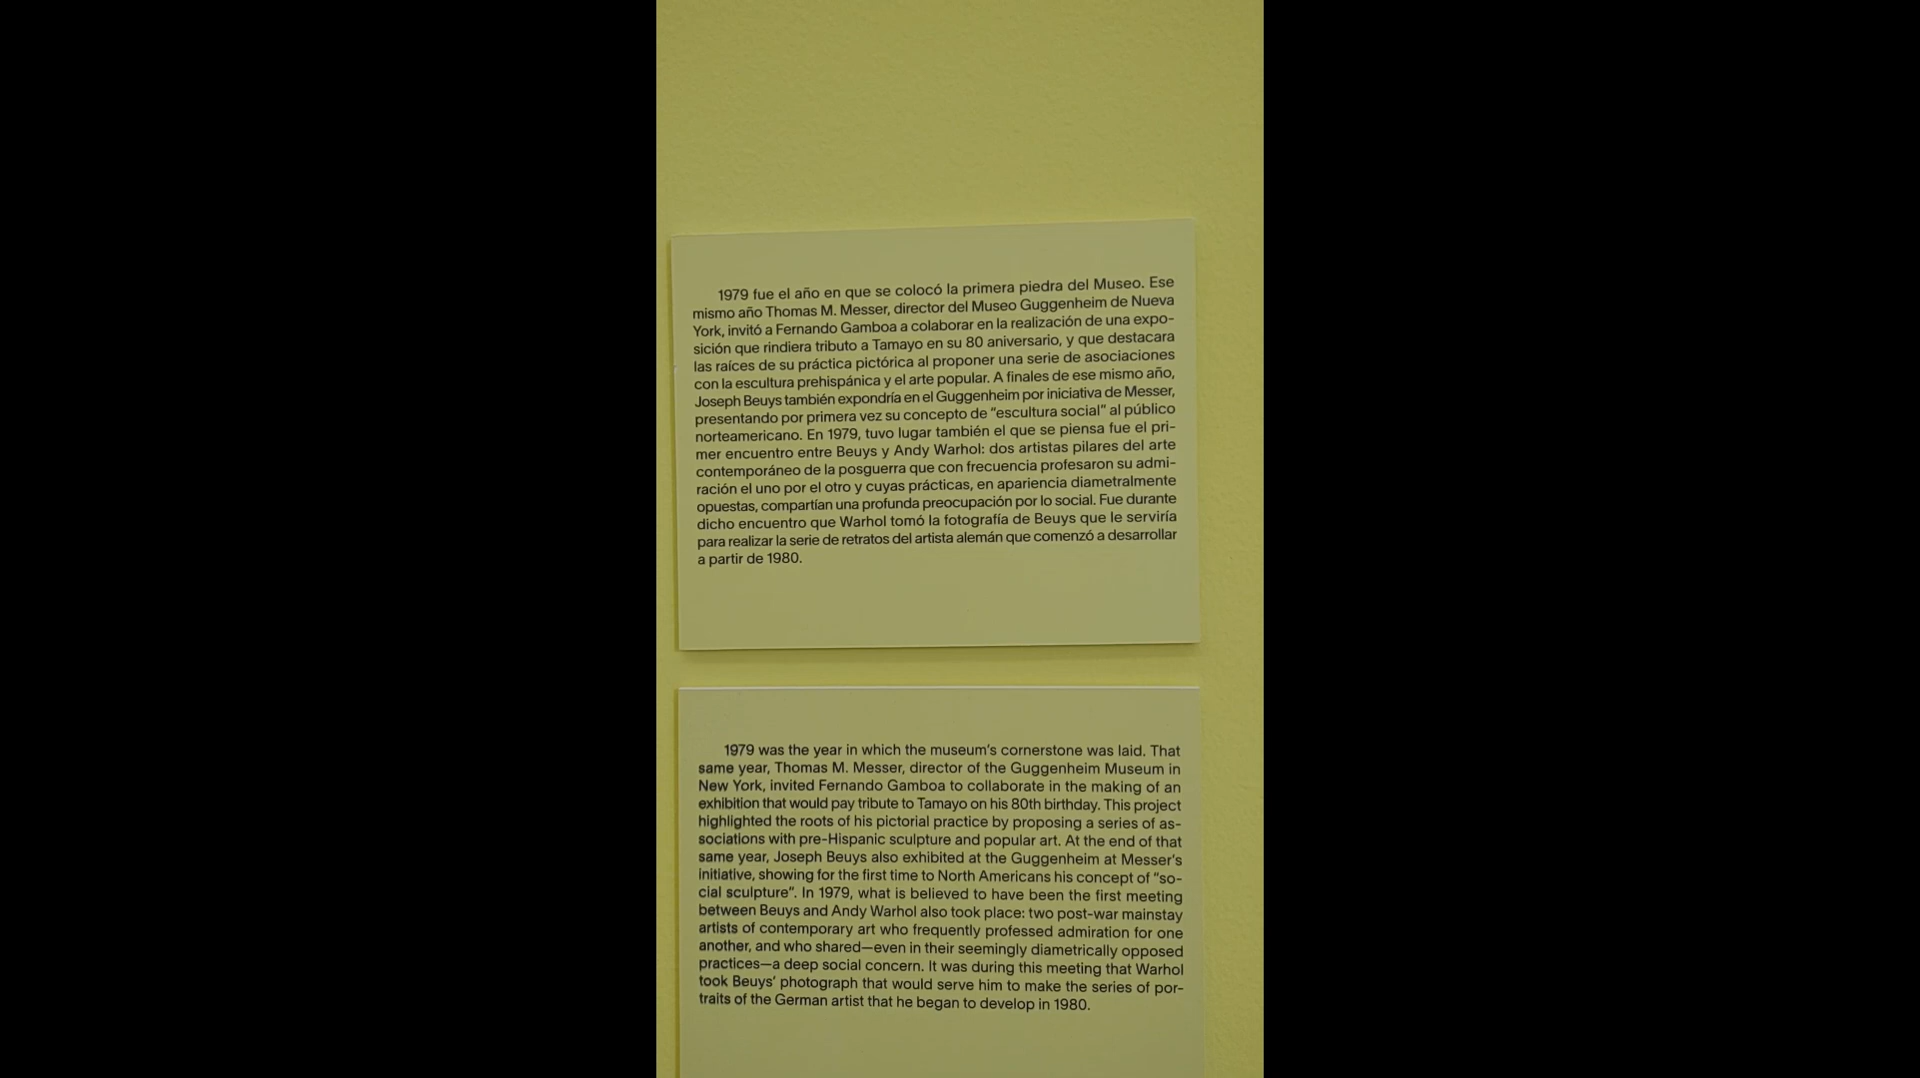 1979 fue el año en que se colocó la primera piedra del Museo. Ese
mismo año Thomas M. Messer, director del Museo Guggenheim de Nueva
York, invitó a Fernando Gamboa a colaborar en la realización de una expo-
sición que rindiera tributo a Tamayo en su 80 aniversario, y que destacara
las raíces de su práctica pictórica al proponer una serie de asociaciones
con la escultura prehispánica y el arte popular. A finales de ese mismo año,
Joseph Beuys también expondría en el Guggenheim por iniciativa de Messer,
presentando por primera vez su concepto de “escultura social” al público
norteamericano. En 1979, tuvo lugar también el que se piensa fue el pri-
mer encuentro entre Beuys y Andy Warhol: dos artistas pilares del arte
contemporáneo de la posguerra que con frecuencia profesaron su admi-
ración el uno por el otro y cuyas prácticas, en apariencia diametralmente
opuestas, compartían una profunda preocupación por lo social. Fue durante
dicho encuentro que Warhol tomó la fotografía de Beuys que le serviría
para realizar la serie de retratos del artista alemán que comenzó a desarrollar
a partir de 1980.
1979 was the year in which the museum’s cornerstone was laid. That
same year, Thomas M. Messer, director of the Guggenheim Museum in
New York, invited Fernando Gamboa to collaborate in the making of an
exhibition that would pay tribute to Tamayo on his 80th birthday. This project
highlighted the roots of his pictorial practice by proposing a series of as-
sociations with pre-Hispanic sculpture and popular art. At the end of that
same year, Joseph Beuys also exhibited at the Guggenheim at Messer’s
initiative, showing for the first time to North Americans his concept of “so-
cial sculpture”. In 1979, what is believed to have been the first meeting
between Beuys and Andy Warhol also took place: two post-war mainstay
artists of contemporary art who frequently professed admiration for one
another, and who shared—even in their seemingly diametrically opposed
practices—a deep social concern. It was during this meeting that Warhol
took Beuys’ photograph that would serve him to make the series of por-
traits of the German artist that he began to develop in 1980.